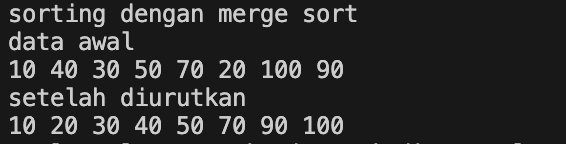 sorting dengan merge sort
data awal
10 40 30 50 70 20 100 90
setelah diurutkan
10 20 30 40 50 70 90 100